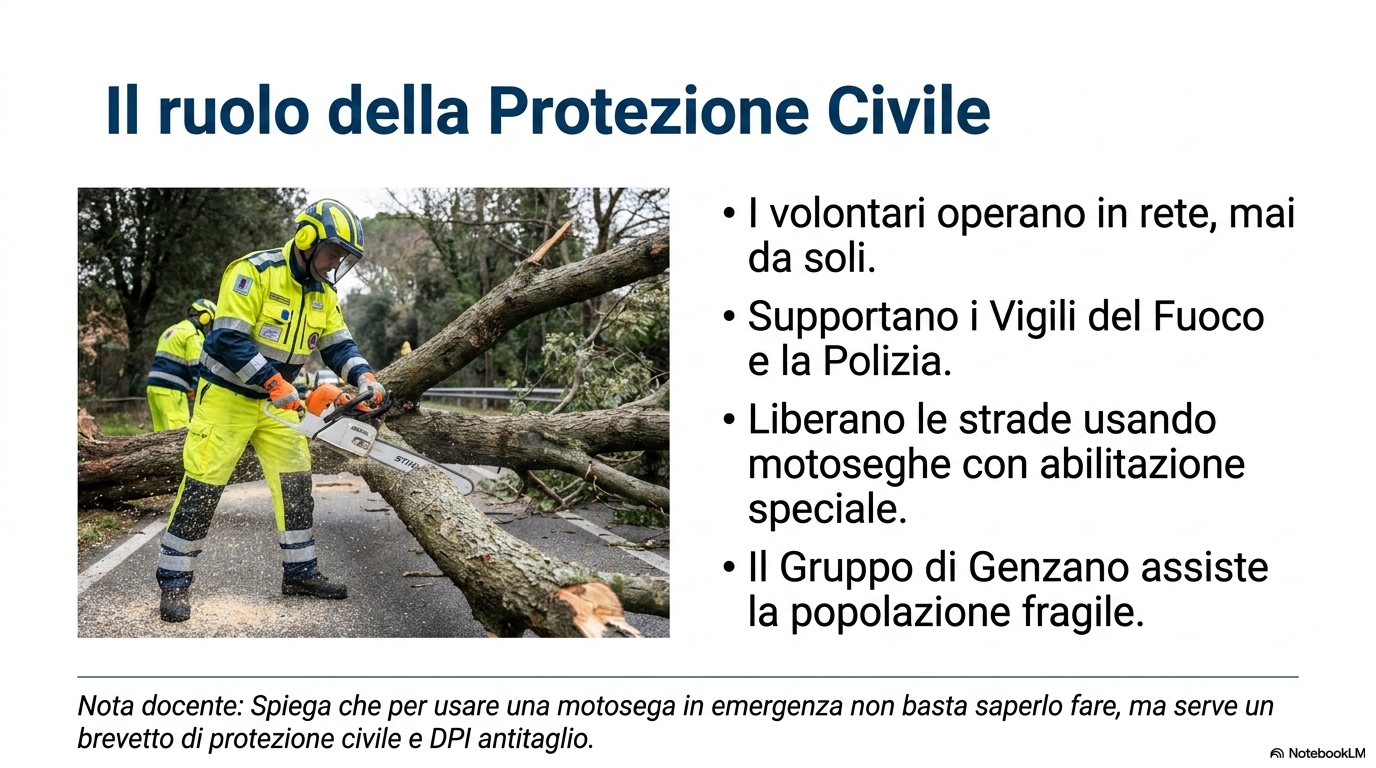 Il ruolo della Protezione Civile
STIHL
• I volontari operano in rete, mai
da soli.
• Supportano i Vigili del Fuoco
e la Polizia.
• Liberano le strade usando
motoseghe con abilitazione
speciale.
• Il Gruppo di Genzano assiste
la popolazione fragile.
Nota docente: Spiega che per usare una motosega in emergenza non basta saperlo fare, ma serve un
brevetto di protezione civile e DPI antitaglio.
NotebookLM